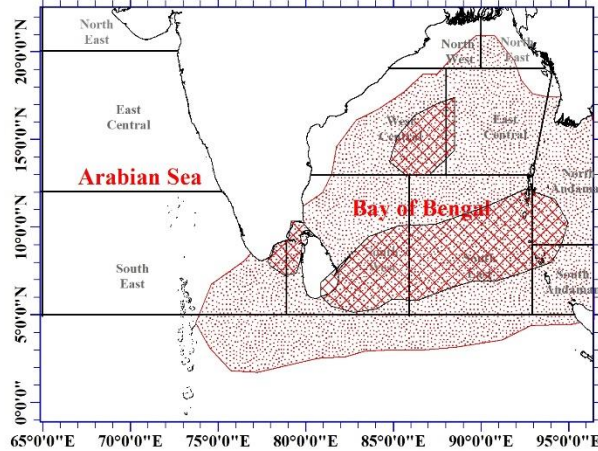 North
East
North
West
North
East
East
Central
West
Central
East
Central
Arabian Sea
Bay of Bengal
North
Andaman
South
East
South
West
South
East
South
Andaman
20°0'0"N
15°0'0"N
10°0'0"N
5°0'0"N
0°0'0"
65°0'0"E 70°0'0"E 75°0'0"E 80°0'0"E 85°0'0"E 90°0'0"E 95°0'0"E